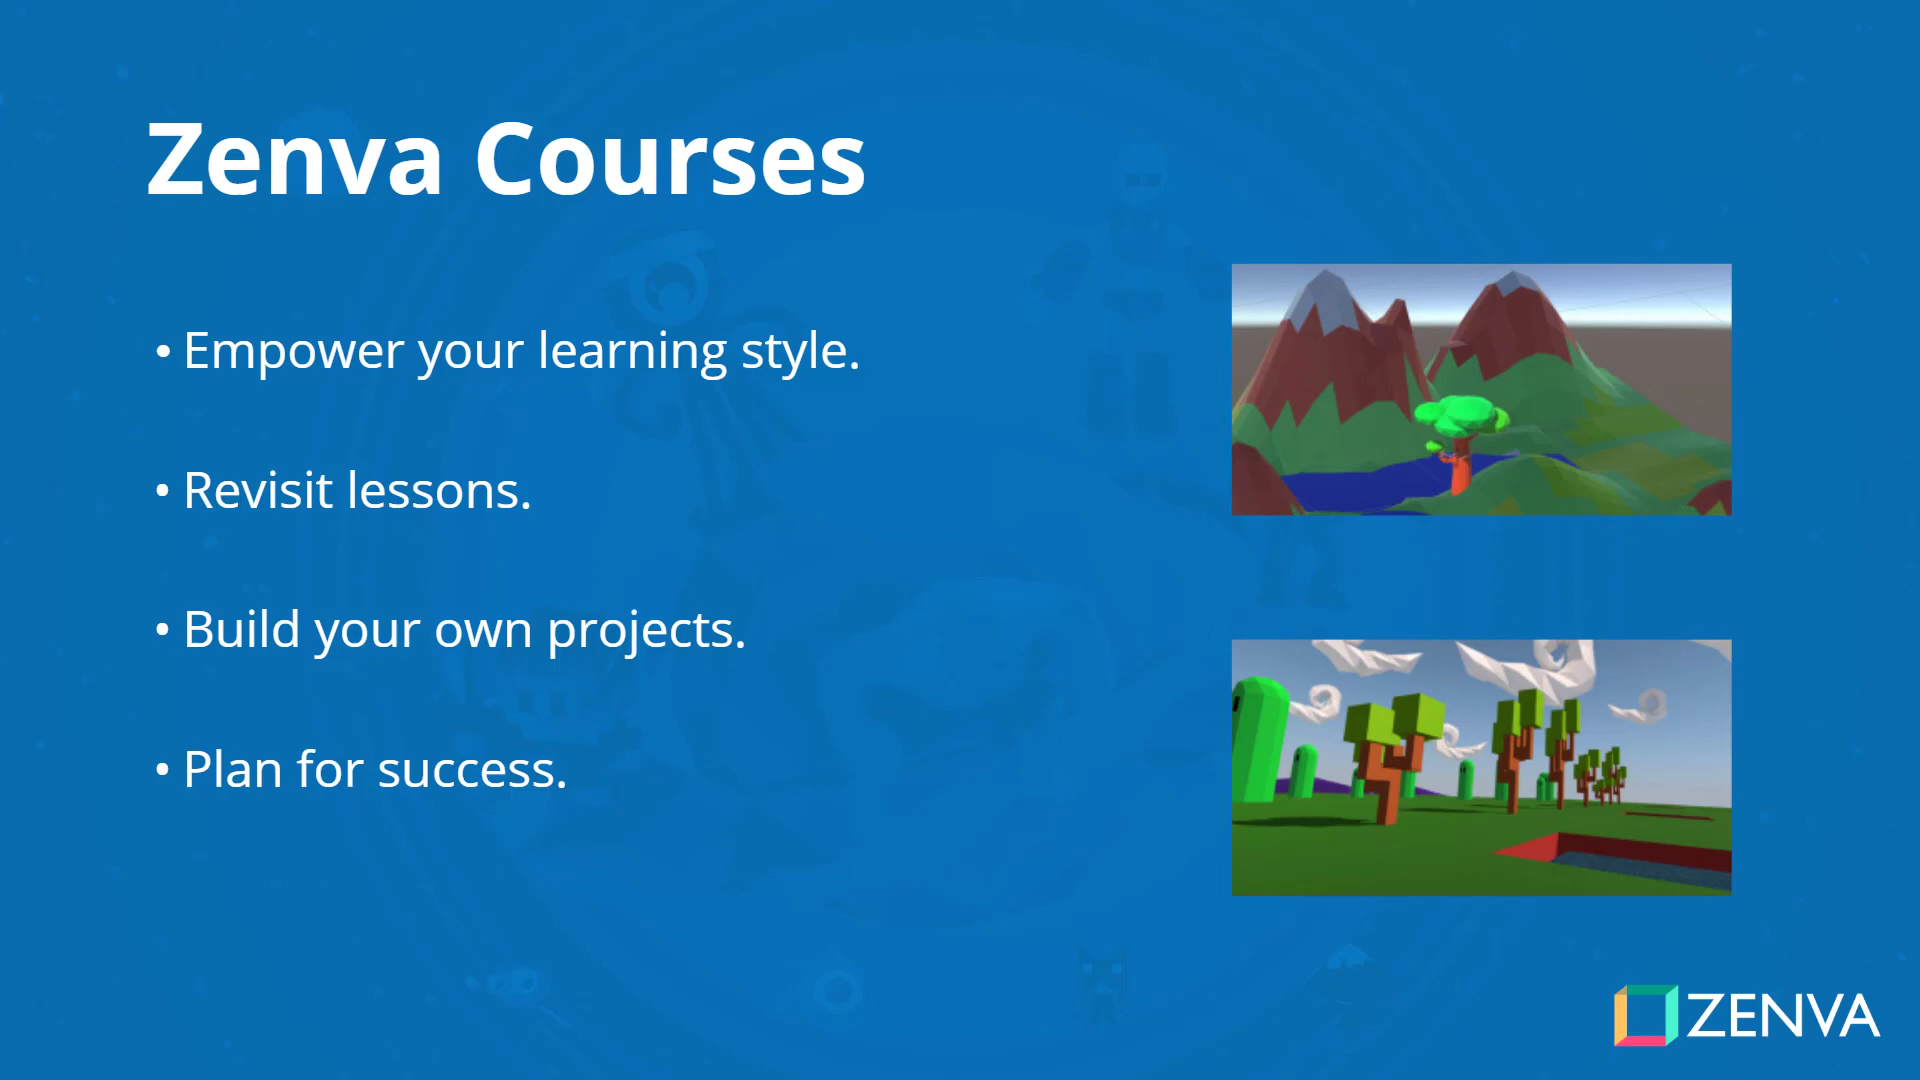 Zenva Courses
• Empower your learning style.
• Revisit lessons.
• Build your own projects.
• Plan for success.
ZENVA